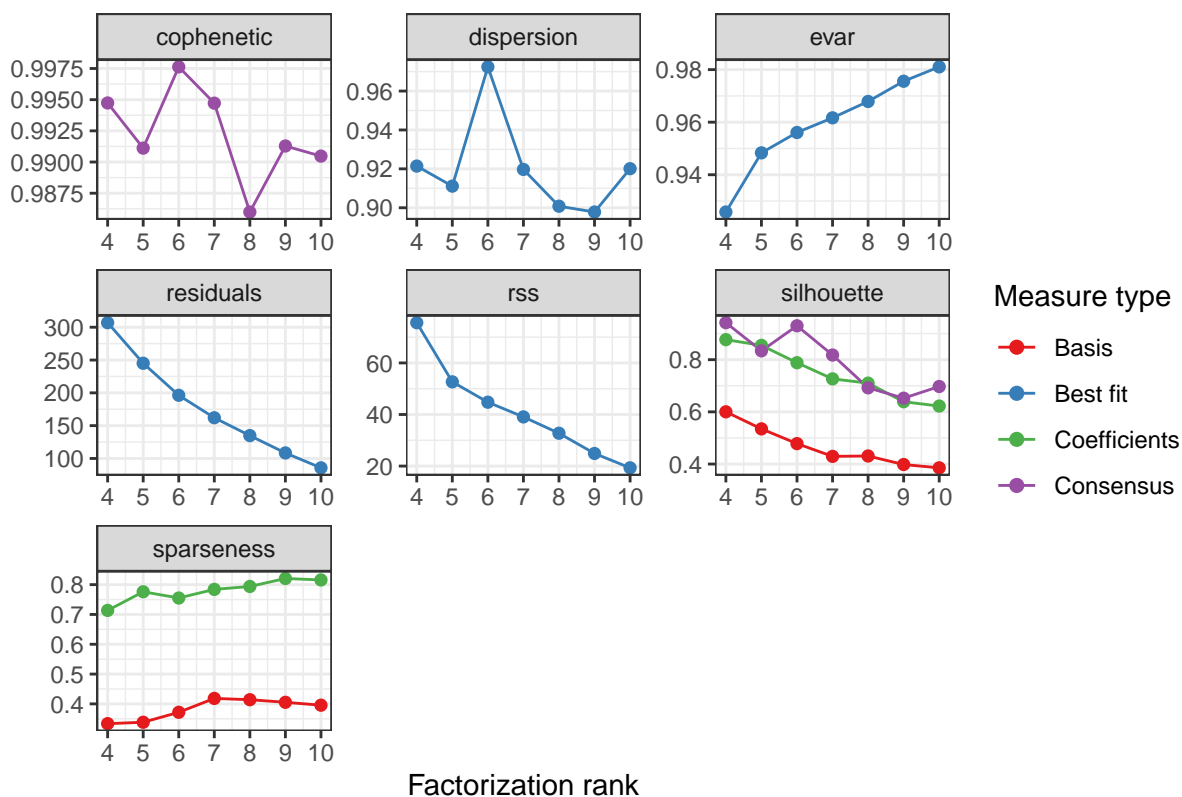 cophenetic
dispersion
evar
0.9975
0.9950
0.9925
0.9900
0.9875
4 5 6 7 8 9 10
0.96
0.94
0.92
0.90
4 5 6 7 8 9 10
0.98
0.96
0.94
4 5 6 7 8 9 10
residuals
rss
silhouette
300
250
200
150
100
4 5 6 7 8 9 10
60
40
20
4 5 6 7 8 9 10
0.8
0.6
0.4
4 5 6 7 8 9 10
Measure type
Basis
Best fit
Coefficients
Consensus
sparseness
0.8
0.7
0.6
0.5
0.4
4 5 6 7 8 9 10
Factorization rank